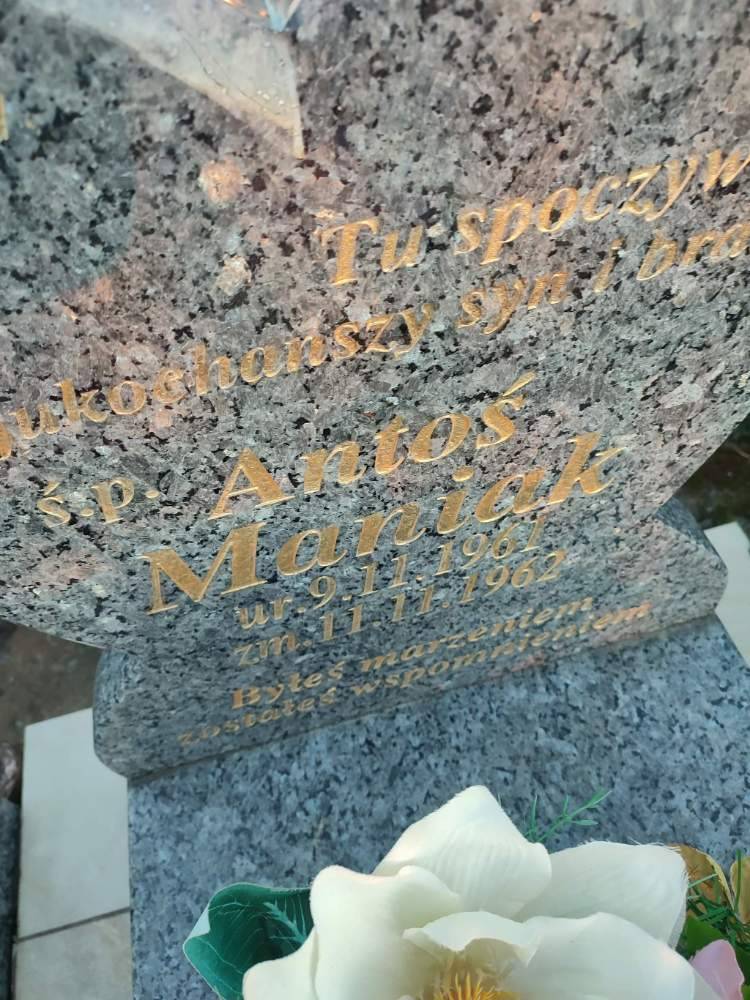 Tu spoczyw
ukochanszy syn i bra
ś.p. Antoś
Maniak
ur.9.11.1961
zm.11.11.1962
Byłeś marzeniem
zostałeś wspomnieniem